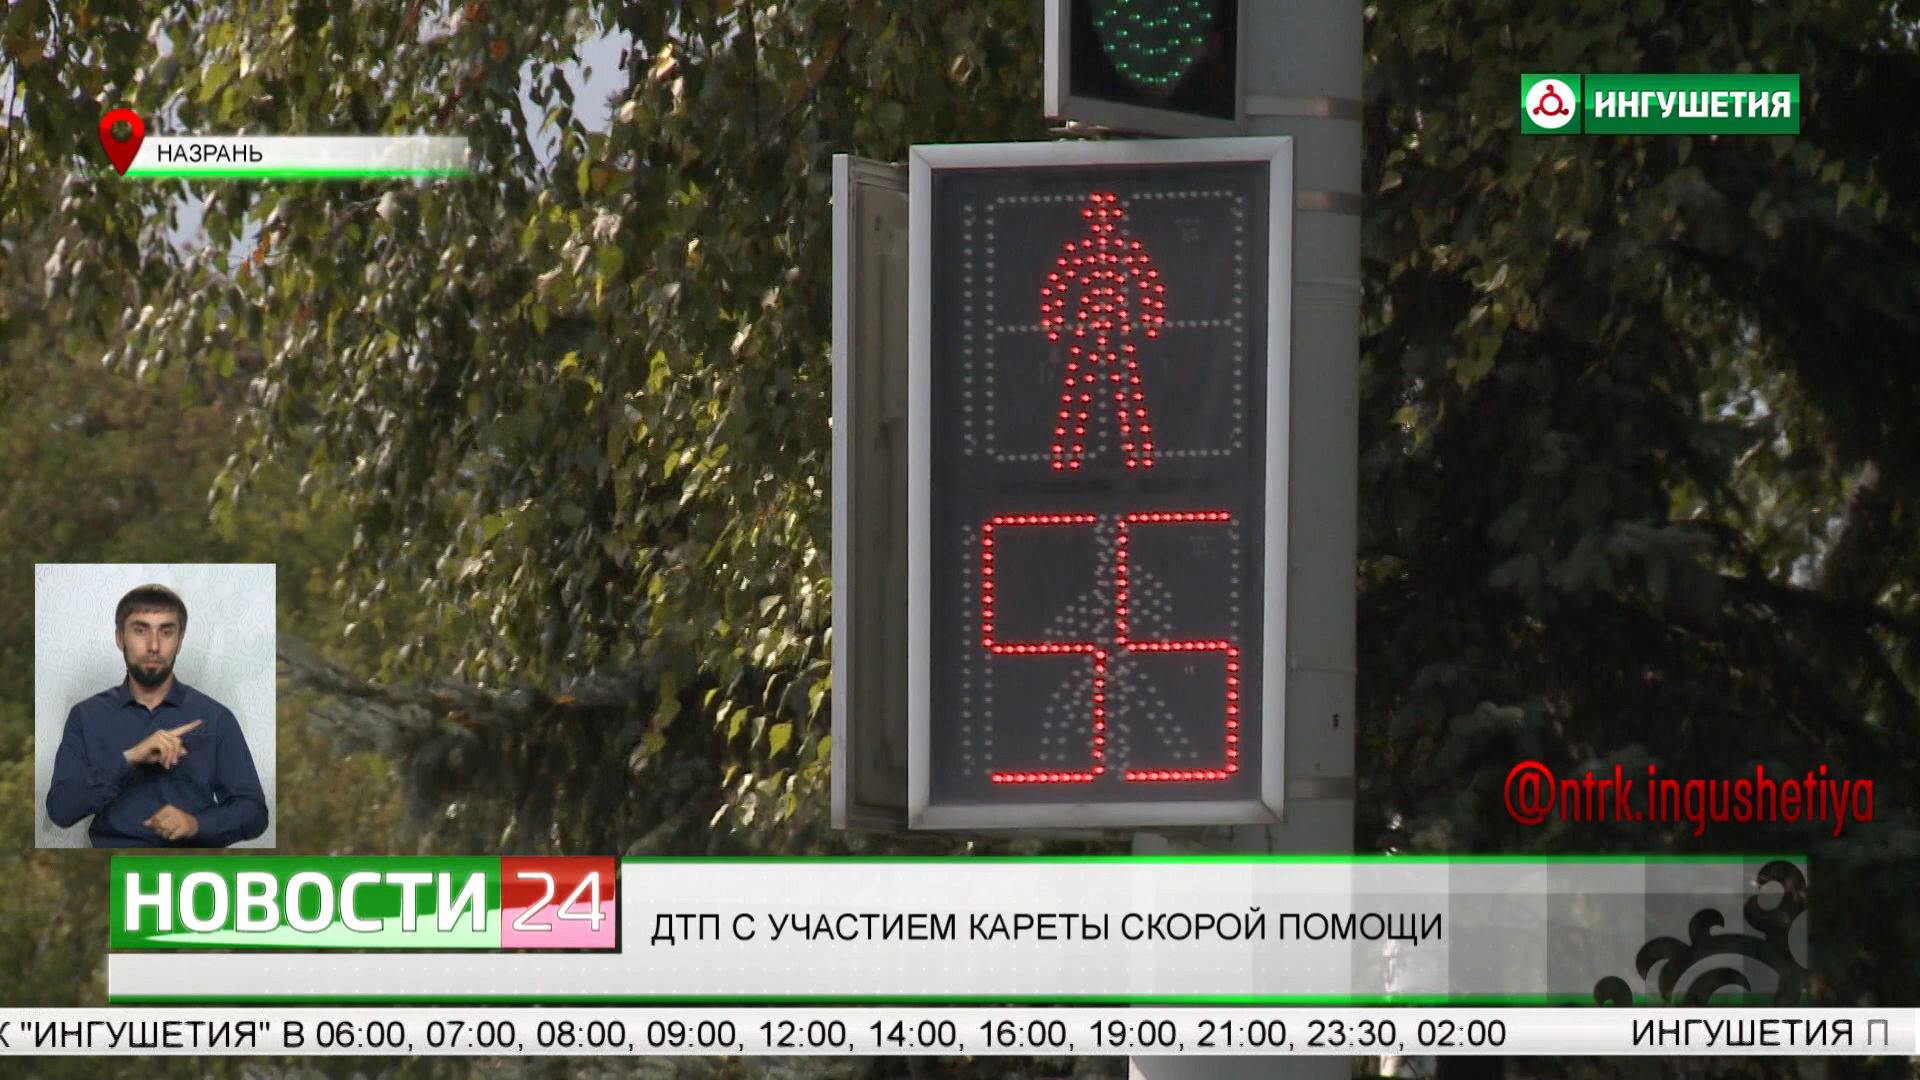 ИНГУШЕТИЯ
НАЗРАНЬ
55
@ntrk.ingushetiya
НОВОСТИ 24
ДТП С УЧАСТИЕМ КАРЕТЫ СКОРОЙ ПОМОЩИ
К "ИНГУШЕТИЯ" В 06:00, 07:00, 08:00, 09:00, 12:00, 14:00, 16:00, 19:00, 21:00, 23:30, 02:00 ИНГУШЕТИЯ П